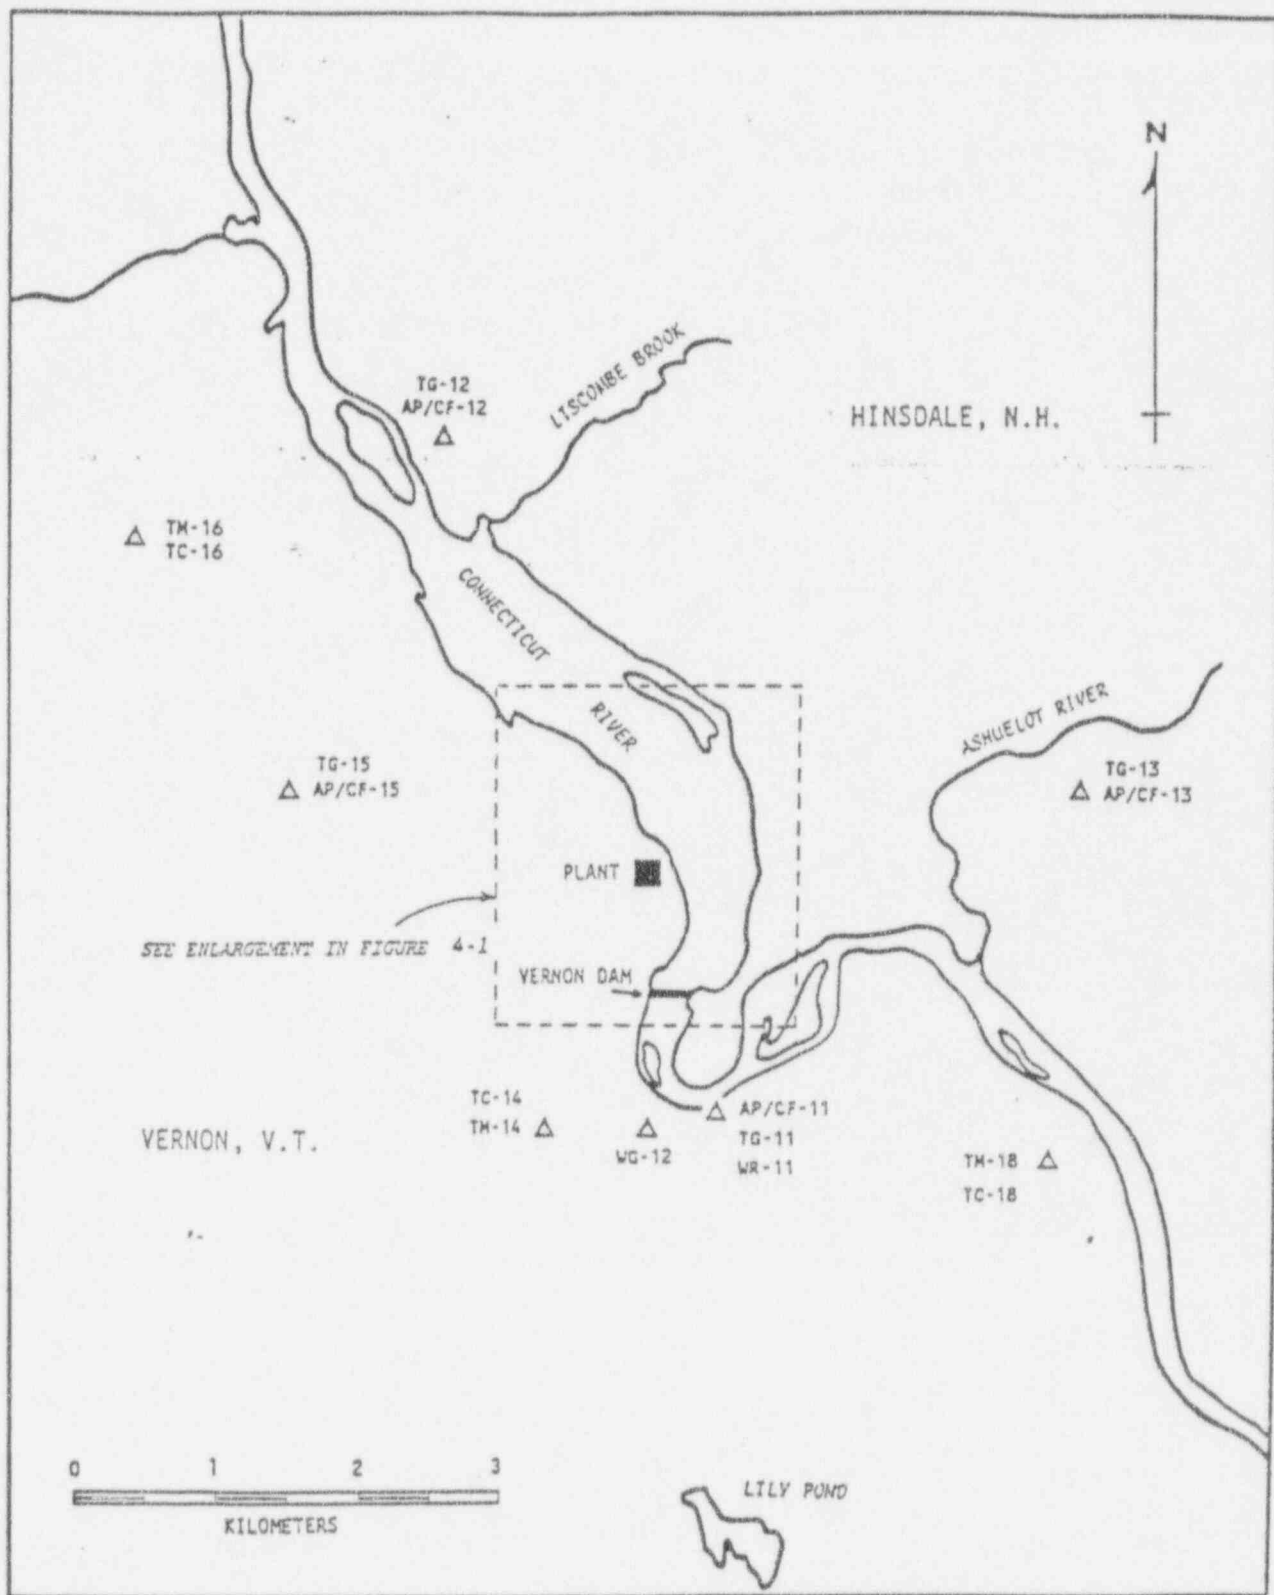 N
LISCOMBE BROOK
TG-12
AP/CF-12
HINSDALE, N.H.
TM-16
TC-16
CONNECTICUT
RIVER
ASHUELOT RIVER
TG-15
AP/CF-15
TG-13
AP/CF-13
PLANT
SEE ENLARGEMENT IN FIGURE 4-1
VERNON DAM
TC-14
TM-14
AP/CF-11
TG-11
WR-11
WG-12
VERNON, V.T.
TM-18
TC-18
0 1 2 3
KILOMETERS
LILY POND